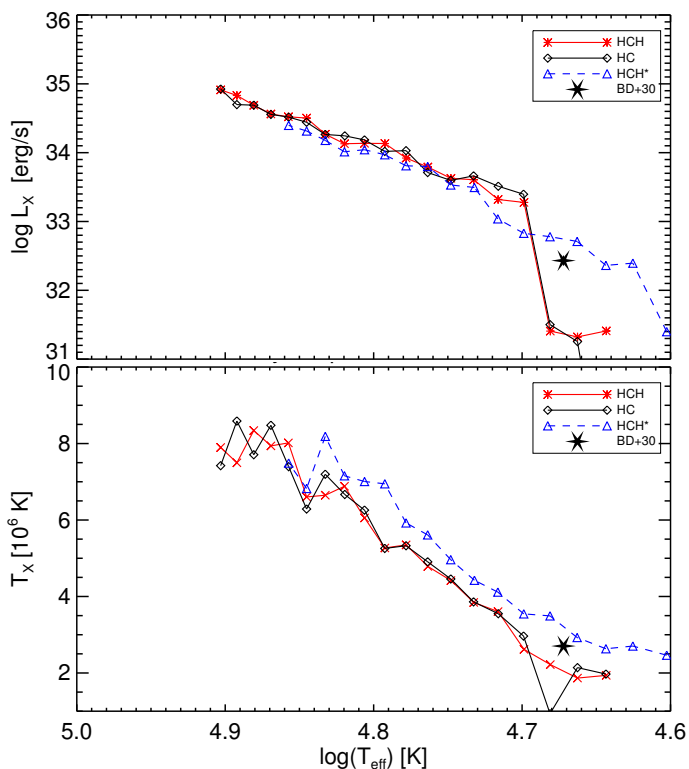 36
35
34
33
32
31
log L_X [erg/s]
HCH
HC
HCH*
BD+30
10
8
6
4
2
T_X [10^6 K]
HCH
HC
HCH*
BD+30
5.0 4.9 4.8 4.7 4.6
log(T_eff) [K]